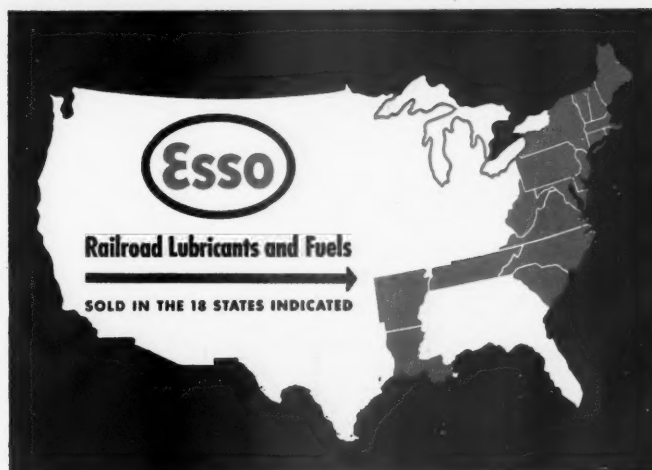 Esso
Railroad Lubricants and Fuels
SOLD IN THE 18 STATES INDICATED